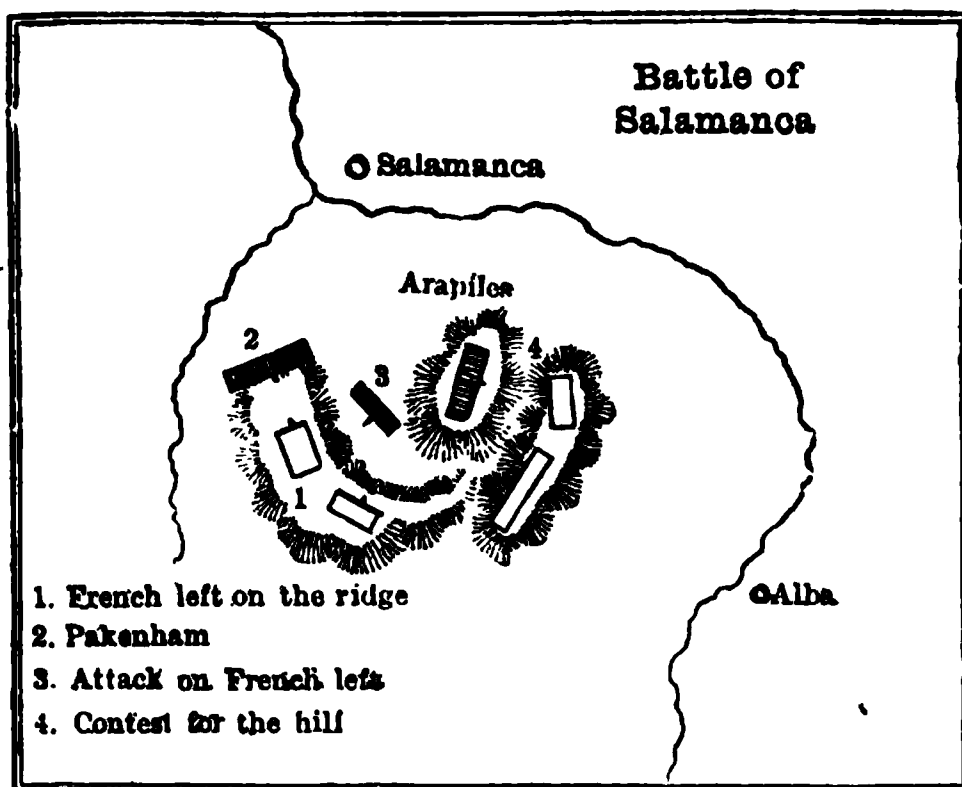 Battle of
Salamanca
Salamanca
Arapiles
2
3
4
1
1. French left on the ridge
2. Pakenham
3. Attack on French left
4. Contest for the hill
Alba